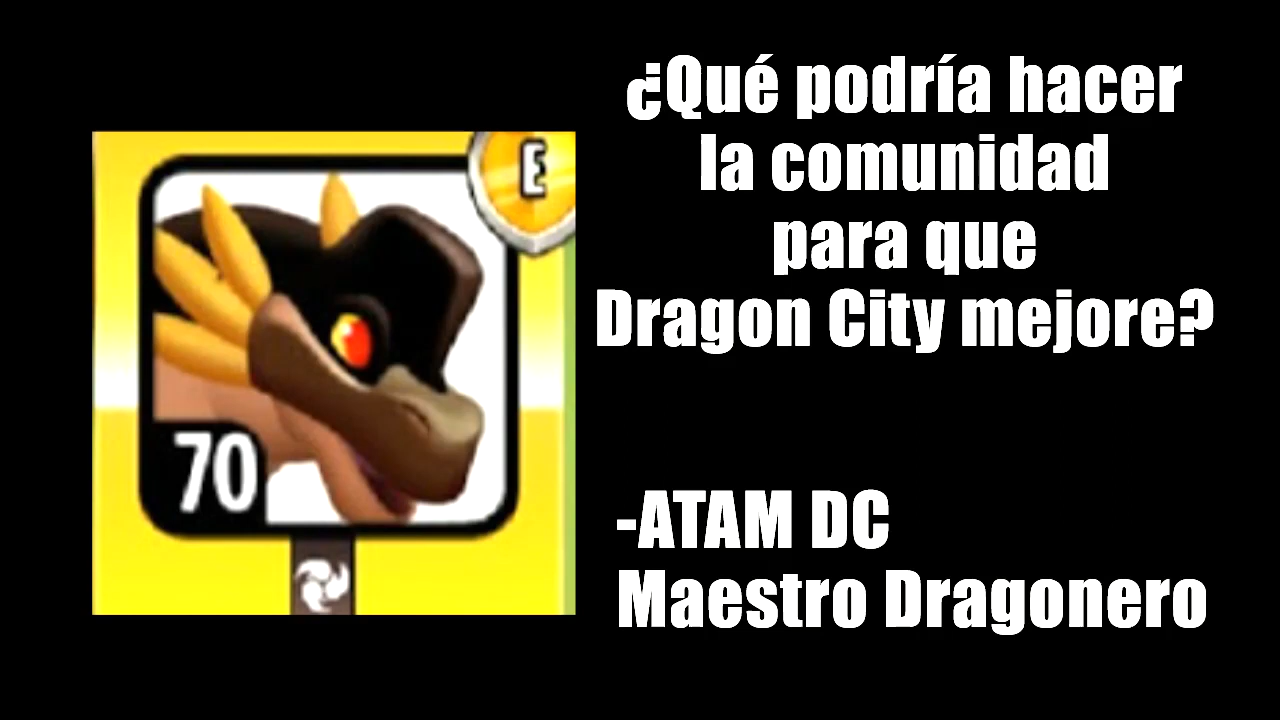 ¿Qué podría hacer
la comunidad
para que
Dragon City mejore?
E
70
-ATAM DC
Maestro Dragonero